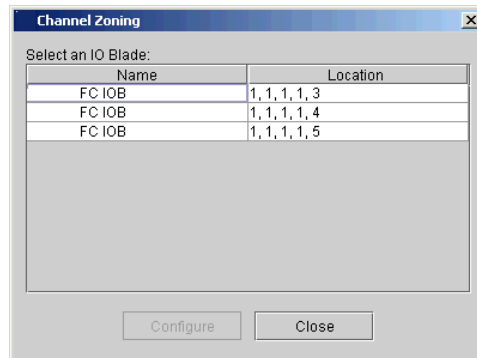 Channel Zoning
Select an IO Blade:
Name Location
FC IOB 1, 1, 1, 1, 3
FC IOB 1, 1, 1, 1, 4
FC IOB 1, 1, 1, 1, 5
Configure Close